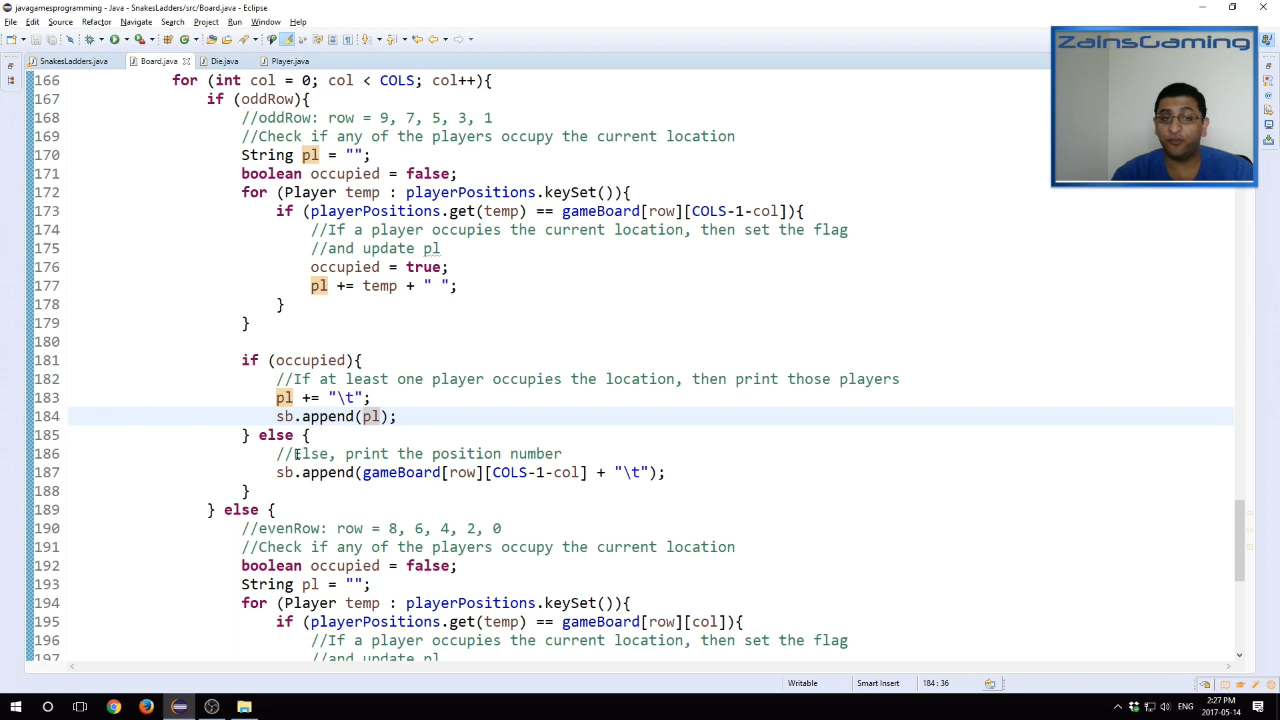 javagamesprogramming - Java - SnakesLadders/src/Board.java - Eclipse
File Edit Source Refactor Navigate Search Project Run Window Help
SnakesLadders.java Board.java Die.java Player.java
ZainsGaming
166 for (int col = 0; col < COLS; col++){
167 if (oddRow){
168 //oddRow: row = 9, 7, 5, 3, 1
169 //Check if any of the players occupy the current location
170 String pl = "";
171 boolean occupied = false;
172 for (Player temp : playerPositions.keySet()){
173 if (playerPositions.get(temp) == gameBoard[row][COLS-1-col]){
174 //If a player occupies the current location, then set the flag
175 //and update pl
176 occupied = true;
177 pl += temp + " ";
178 }
179 }
180
181 if (occupied){
182 //If at least one player occupies the location, then print those players
183 pl += "\t";
184 sb.append(pl);
185 } else {
186 //Else, print the position number
187 sb.append(gameBoard[row][COLS-1-col] + "\t");
188 }
189 } else {
190 //evenRow: row = 8, 6, 4, 2, 0
191 //Check if any of the players occupy the current location
192 boolean occupied = false;
193 String pl = "";
194 for (Player temp : playerPositions.keySet()){
195 if (playerPositions.get(temp) == gameBoard[row][col]){
196 //If a player occupies the current location, then set the flag
197 //and update pl
Writable Smart Insert 184 : 36
ENG 2:27 PM
2017-05-14